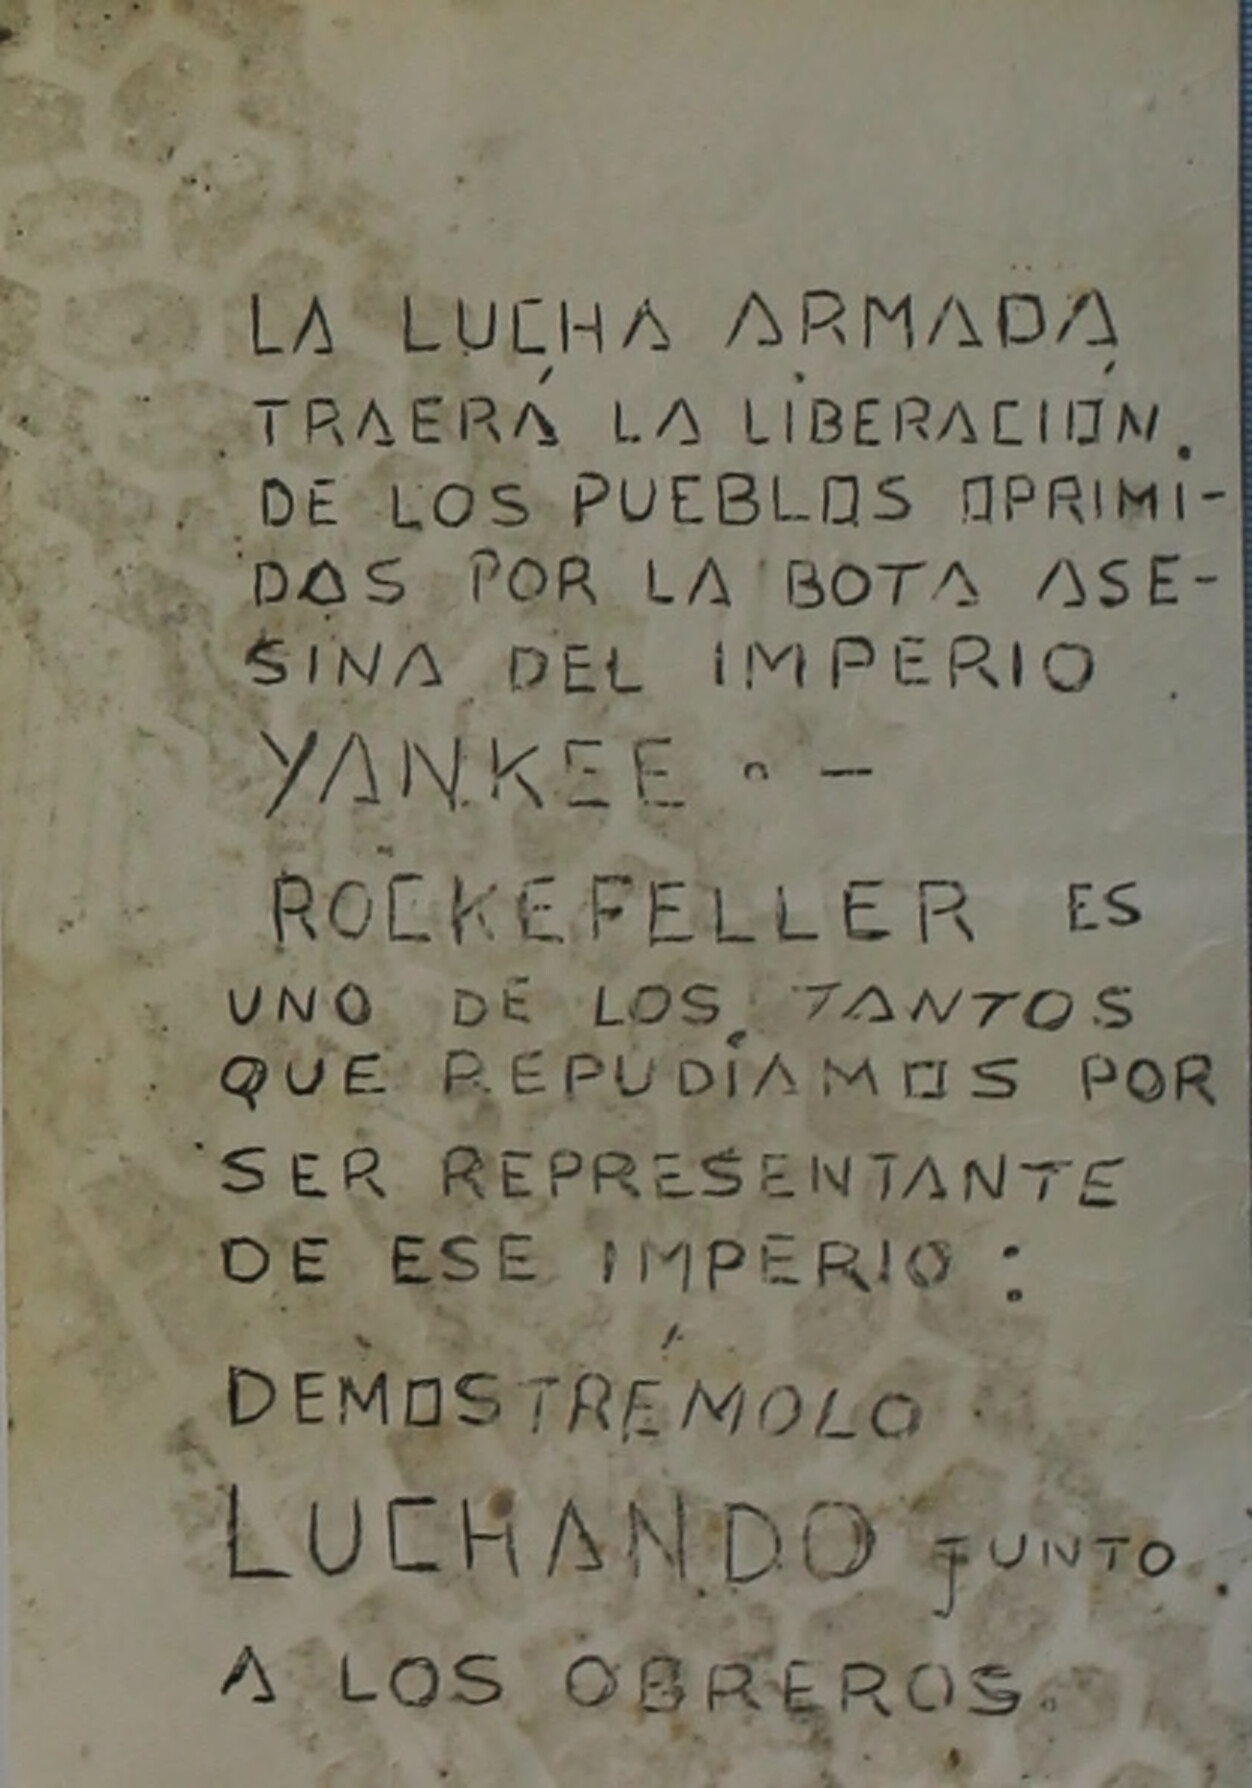 LA LUCHA ARMADA
TRAERÁ LA LIBERACIIÓN
DE LOS PUEBLOS OPRIMI-
DOS POR LA BOTA ASE-
SINA DEL IMPERIO
YANKEE . -
ROCKEFELLER ES
UNO DE LOS TANTOS
QUE REPUDÍAMOS POR
SER REPRESENTANTE
DE ESE IMPERIO :
DEMOSTRÉMOLO
LUCHANDO JUNTO
A LOS OBREROS.